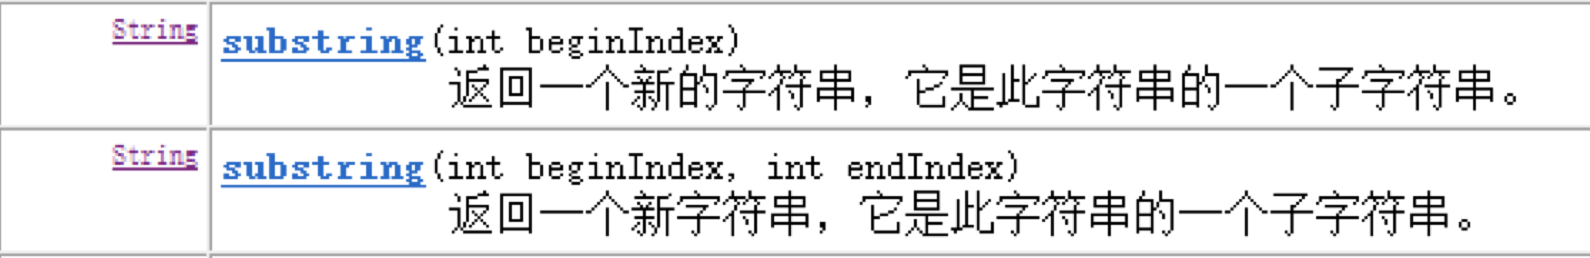 String
substring(int beginIndex)
返回一个新的字符串，它是此字符串的一个子字符串。
String
substring(int beginIndex, int endIndex)
返回一个新字符串，它是此字符串的一个子字符串。